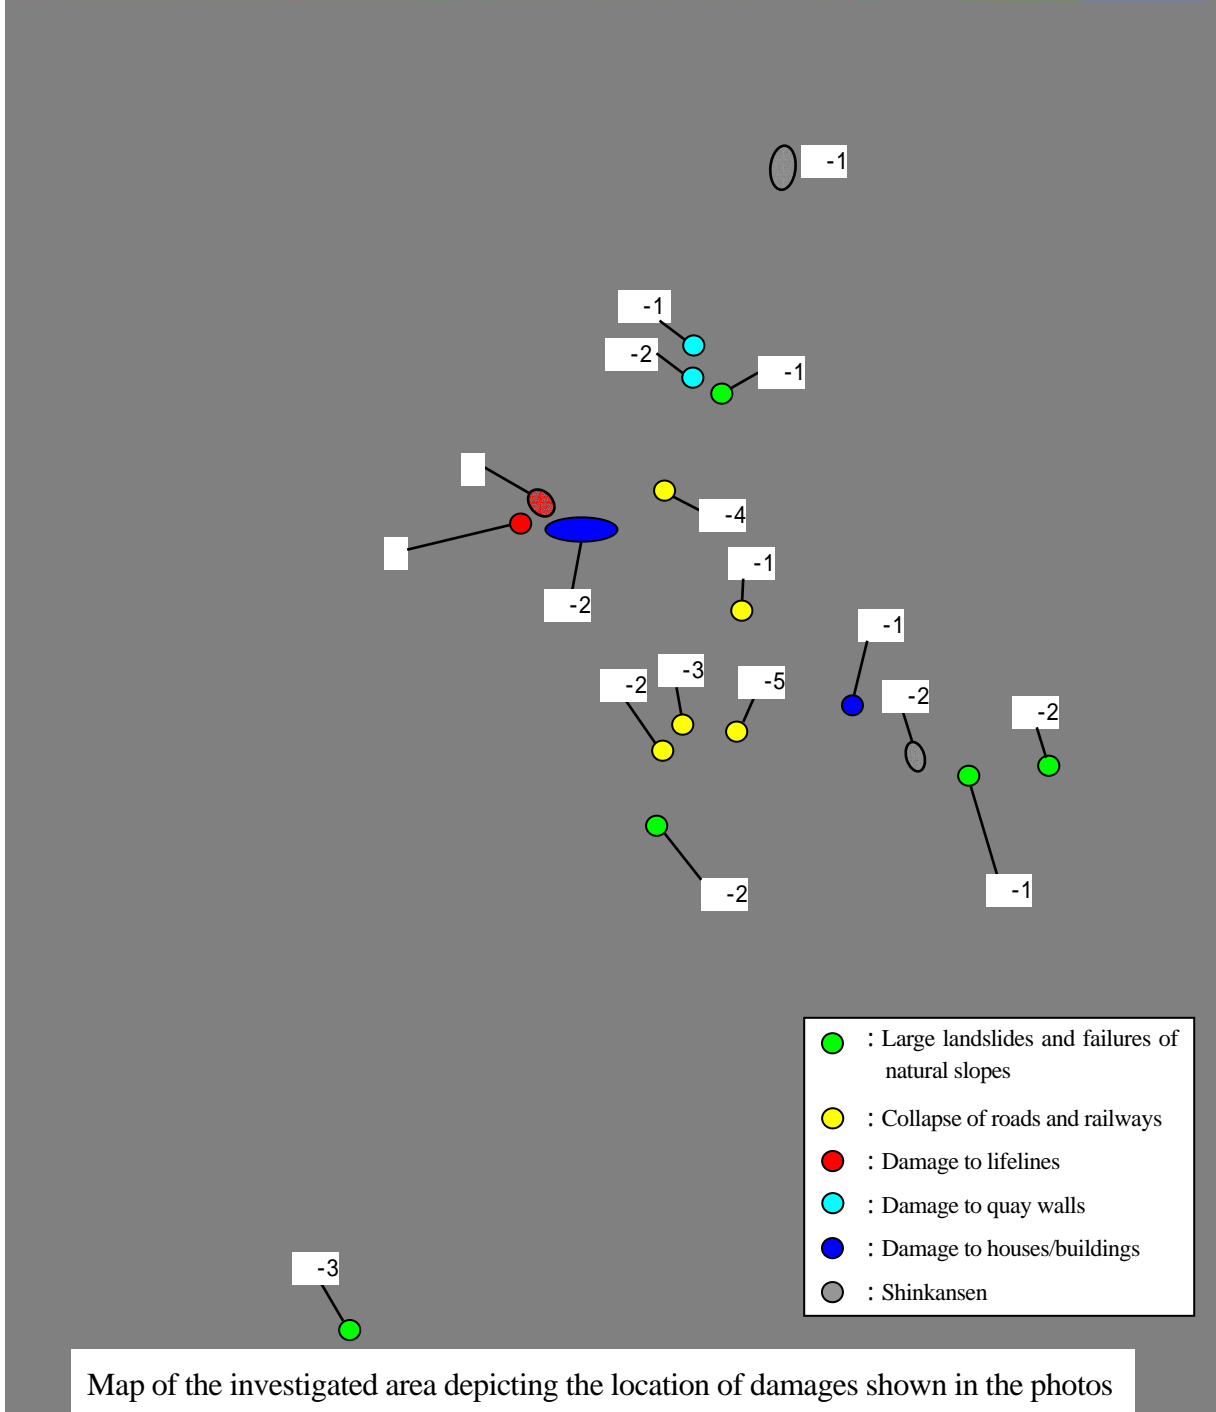 -1
-1
-2
-1
-4
-1
-2
-1
-3
-2
-5
-2
-2
-2
-1
: Large landslides and failures of
natural slopes
: Collapse of roads and railways
: Damage to lifelines
: Damage to quay walls
: Damage to houses/buildings
: Shinkansen
-3
Map of the investigated area depicting the location of damages shown in the photos